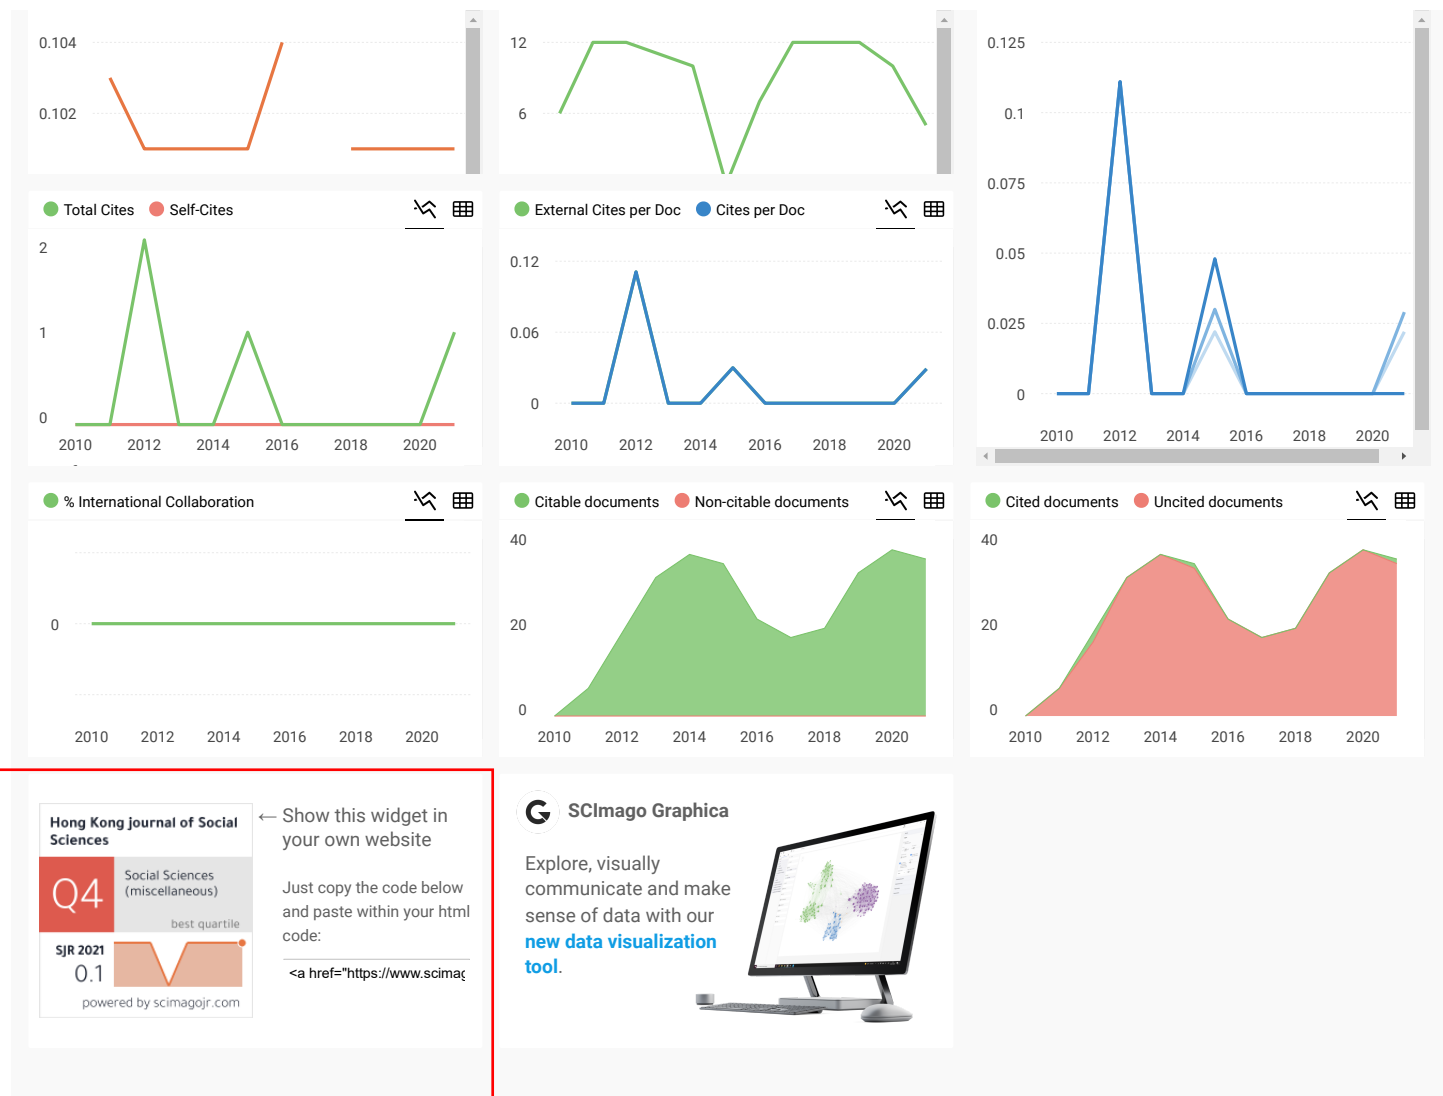 0.104
0.102
12
6
0.125
0.1
0.075
0.05
0.025
0
2010 2012 2014 2016 2018 2020
Total Cites Self-Cites
2
1
0
2010 2012 2014 2016 2018 2020
External Cites per Doc Cites per Doc
0.12
0.06
0
2010 2012 2014 2016 2018 2020
% International Collaboration
0
2010 2012 2014 2016 2018 2020
Citable documents Non-citable documents
40
20
0
2010 2012 2014 2016 2018 2020
Cited documents Uncited documents
40
20
0
2010 2012 2014 2016 2018 2020
Hong Kong journal of Social
Sciences
Q4
Social Sciences
(miscellaneous)
best quartile
SJR 2021
0.1
powered by scimagojr.com
← Show this widget in
your own website
Just copy the code below
and paste within your html
code:
<a href="https://www.scimag
SCImago Graphica
Explore, visually
communicate and make
sense of data with our
new data visualization
tool.